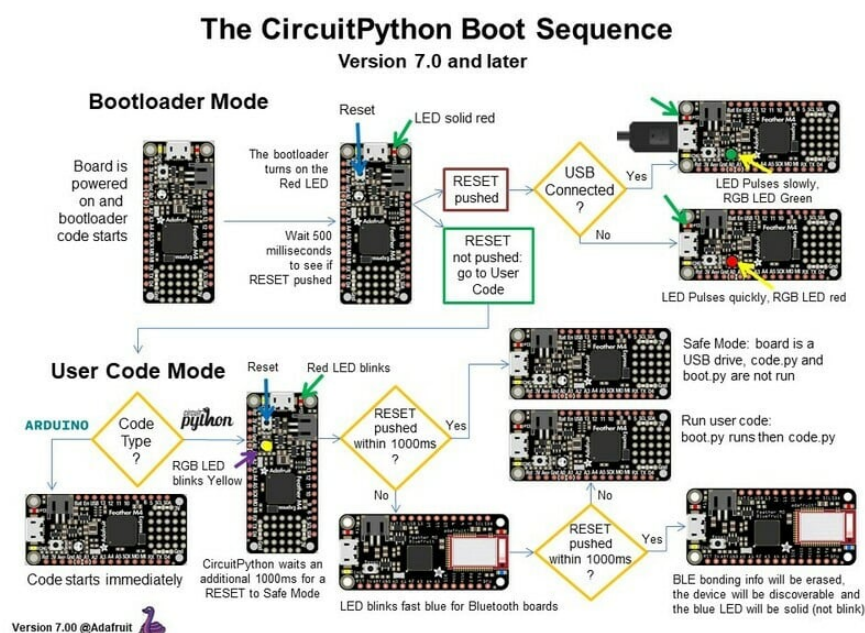 The CircuitPython Boot Sequence
Version 7.0 and later
Bootloader Mode
Reset
LED solid red
Board is
powered
on and
bootloader
code starts
The bootloader
turns on the
Red LED
Wait 500
milliseconds
to see if
RESET pushed
RESET
pushed
RESET
not pushed:
go to User
Code
USB
Connected
?
Yes
No
LED Pulses slowly,
RGB LED Green
LED Pulses quickly, RGB LED red
User Code Mode
Reset
Red LED blinks
ARDUINO
Code
Type
?
circuit
python
RGB LED
blinks Yellow
RESET
pushed
within 1000ms
?
Yes
No
Safe Mode: board is a
USB drive, code.py and
boot.py are not run
Run user code:
boot.py runs then code.py
Code starts immediately
CircuitPython waits an
additional 1000ms for a
RESET to Safe Mode
LED blinks fast blue for Bluetooth boards
RESET
pushed
within 1000ms
?
No
Yes
BLE bonding info will be erased,
the device will be discoverable and
the blue LED will be solid (not blink)
Version 7.00 @Adafruit